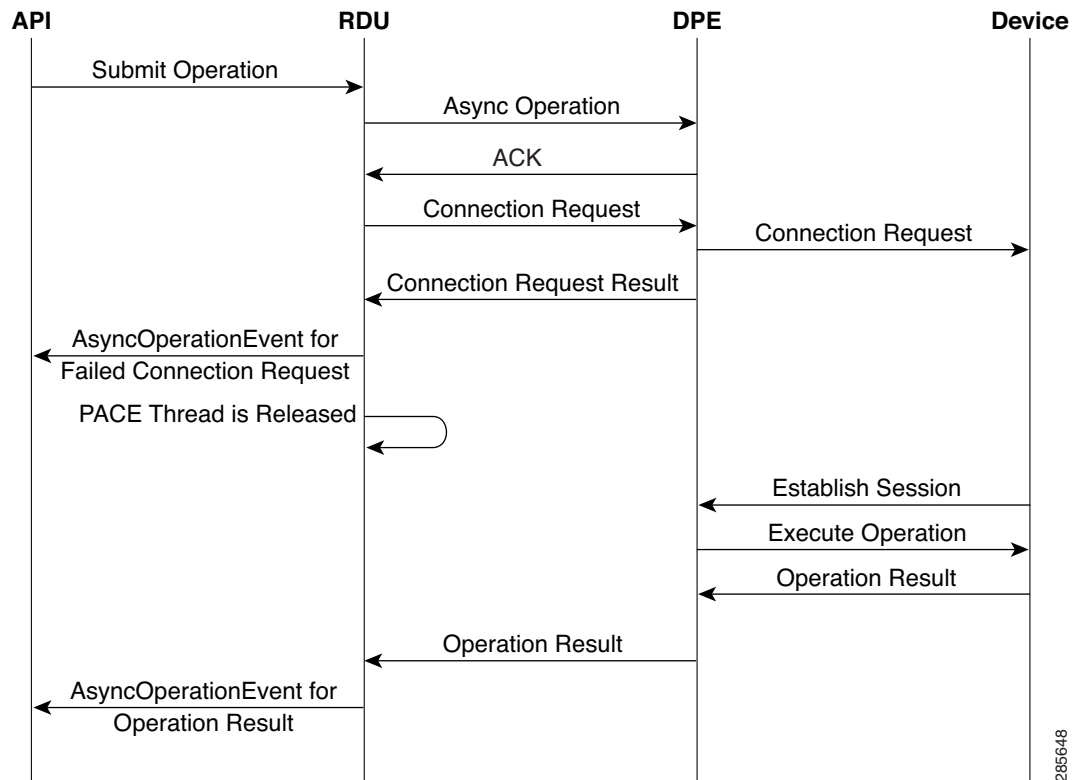 API RDU DPE Device
Submit Operation
Async Operation
ACK
Connection Request
Connection Request
Connection Request Result
AsyncOperationEvent for
Failed Connection Request
PACE Thread is Released
Establish Session
Execute Operation
Operation Result
Operation Result
AsyncOperationEvent for
Operation Result
285648